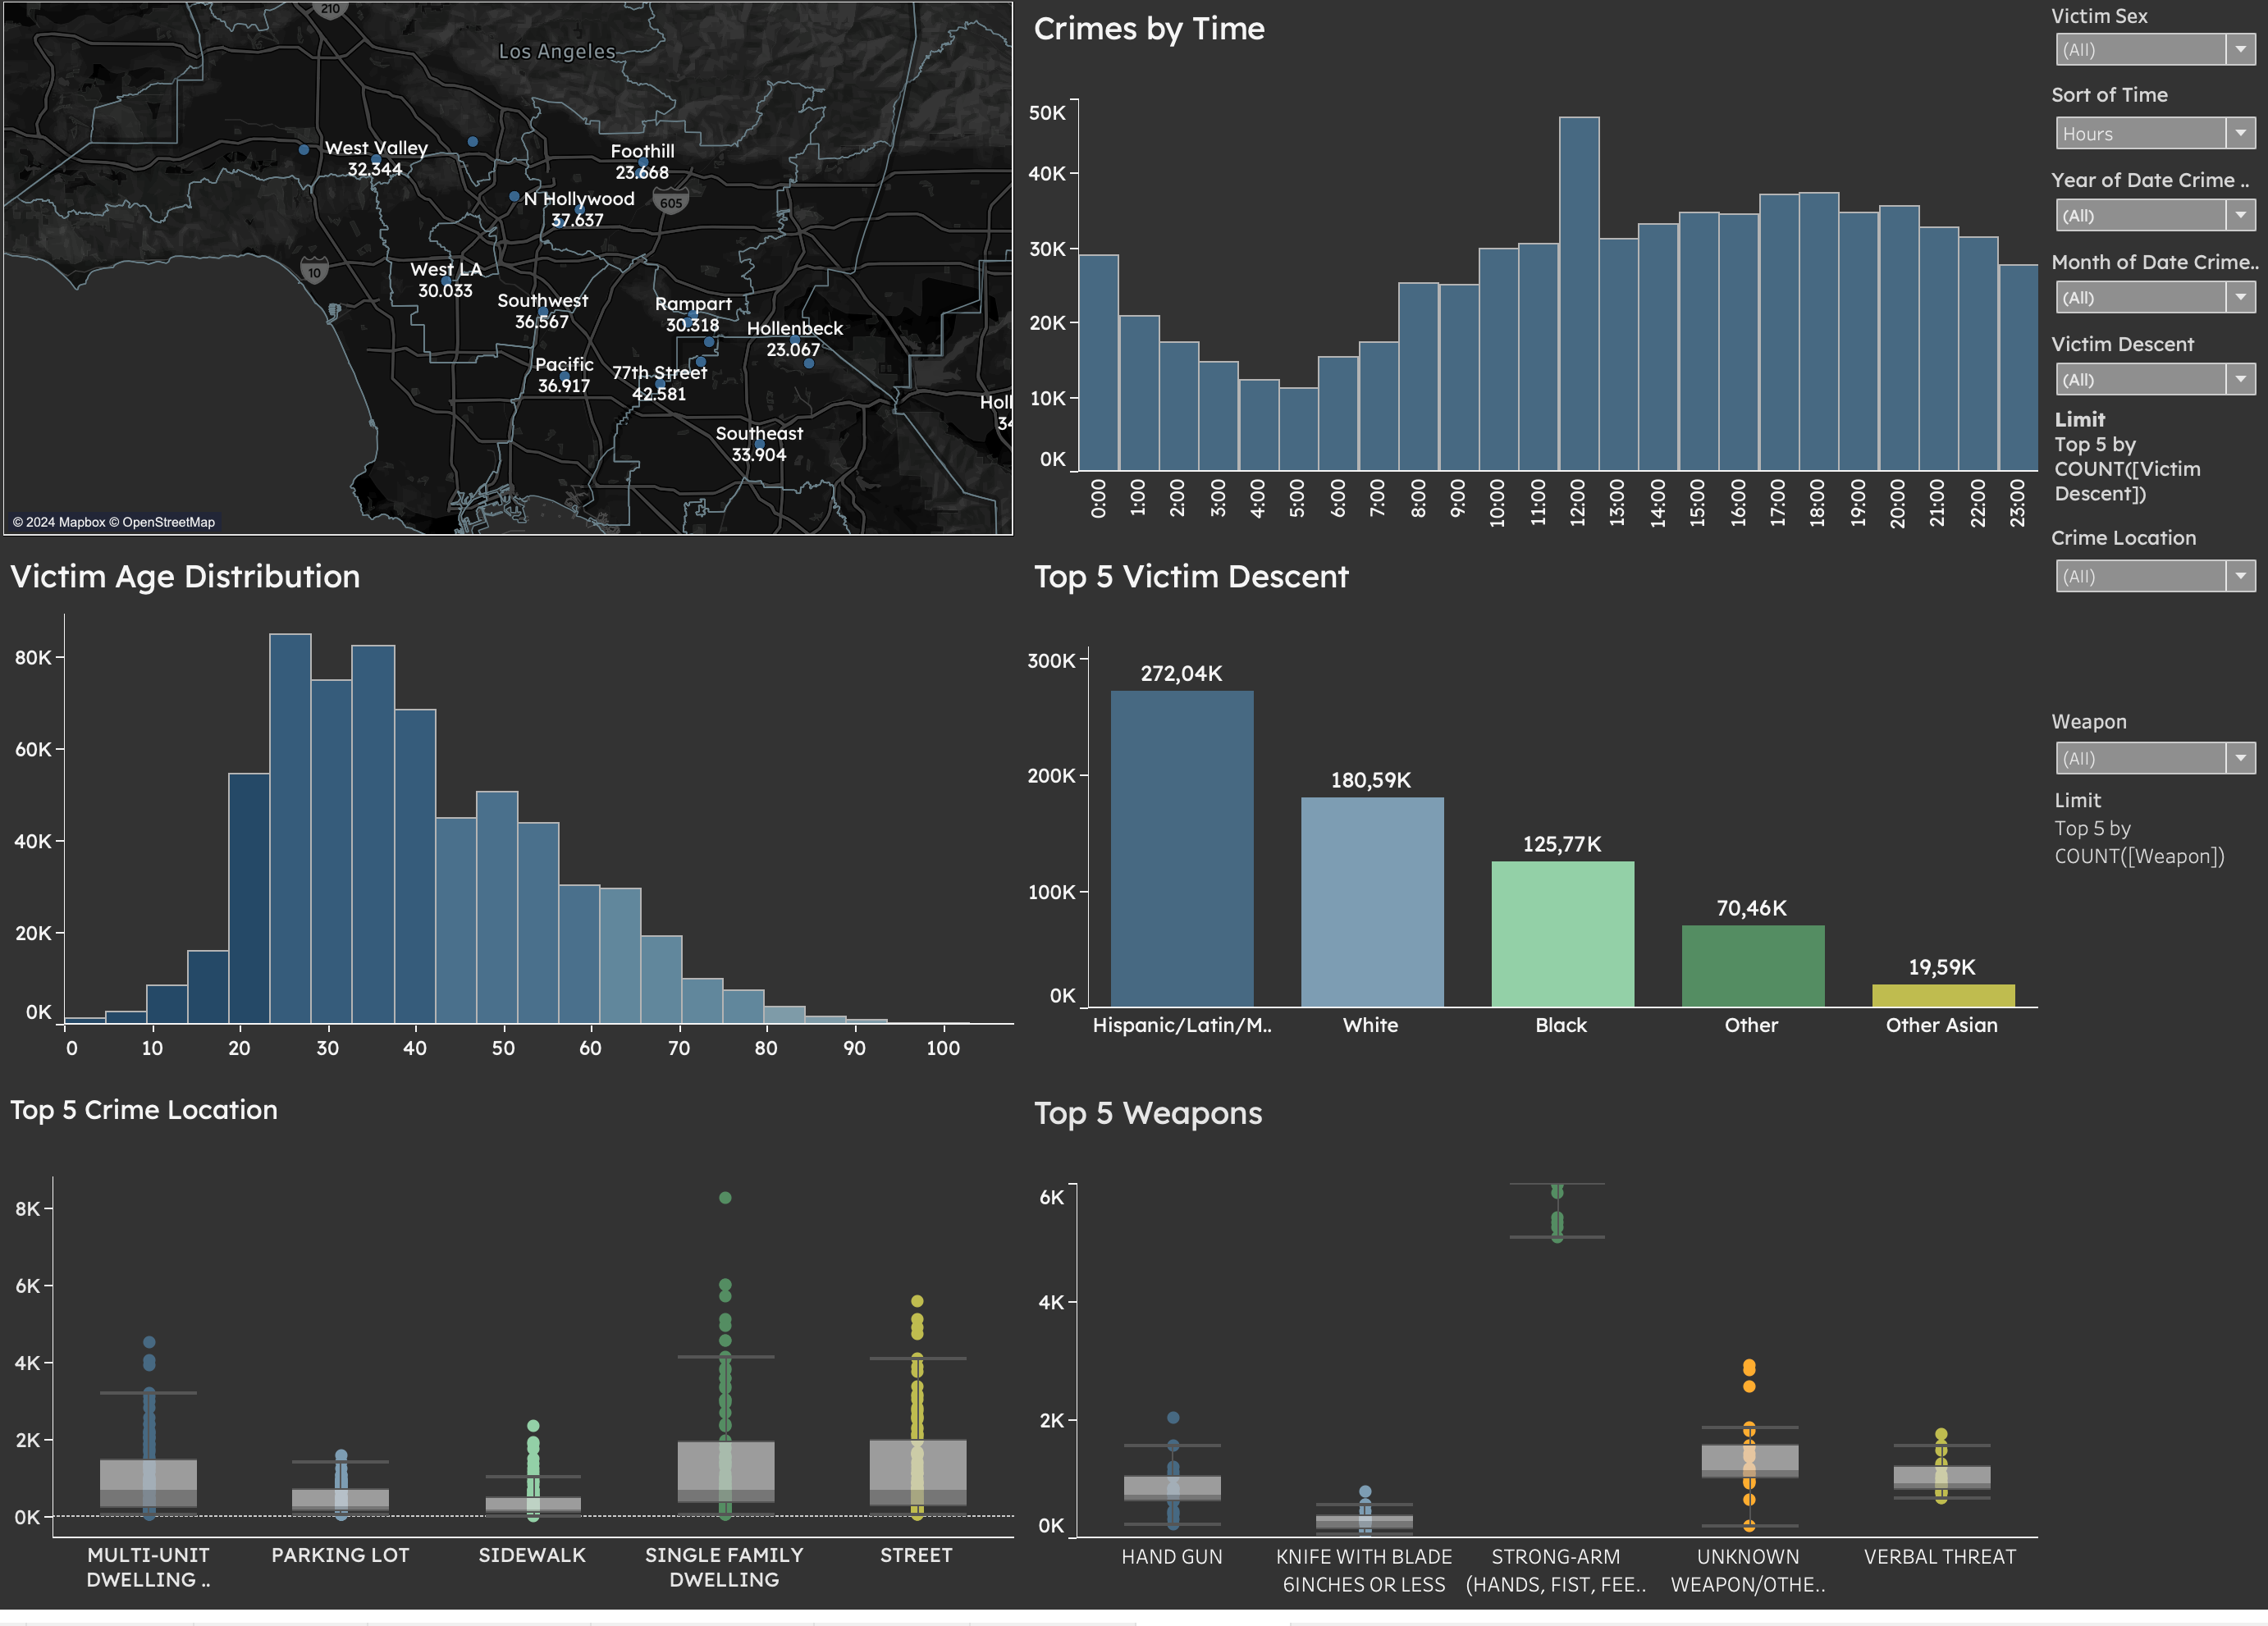 210
Los Angeles
West Valley
32.344
Foothill
23.668
N Hollywood
37.637
605
10
West LA
30.033
Southwest
36.567
Rampart
30.318
Hollenbeck
23.067
Pacific
36.917
77th Street
42.581
Holl
34
Southeast
33.904
© 2024 Mapbox © OpenStreetMap
Crimes by Time
50K
40K
30K
20K
10K
0K
0:00
1:00
2:00
3:00
4:00
5:00
6:00
7:00
8:00
9:00
10:00
11:00
12:00
13:00
14:00
15:00
16:00
17:00
18:00
19:00
20:00
21:00
22:00
23:00
Victim Sex
(All)
Sort of Time
Hours
Year of Date Crime ..
(All)
Month of Date Crime..
(All)
Victim Descent
(All)
Limit
Top 5 by
COUNT([Victim
Descent])
Crime Location
(All)
Weapon
(All)
Limit
Top 5 by
COUNT([Weapon])
Victim Age Distribution
80K
60K
40K
20K
0K
0 10 20 30 40 50 60 70 80 90 100
Top 5 Victim Descent
300K
200K
100K
0K
272,04K
180,59K
125,77K
70,46K
19,59K
Hispanic/Latin/M.. White Black Other Other Asian
Top 5 Crime Location
8K
6K
4K
2K
0K
MULTI-UNIT
DWELLING ..
PARKING LOT
SIDEWALK
SINGLE FAMILY
DWELLING
STREET
Top 5 Weapons
6K
4K
2K
0K
HAND GUN
KNIFE WITH BLADE
6INCHES OR LESS
STRONG-ARM
(HANDS, FIST, FEE..
UNKNOWN
WEAPON/OTHE..
VERBAL THREAT